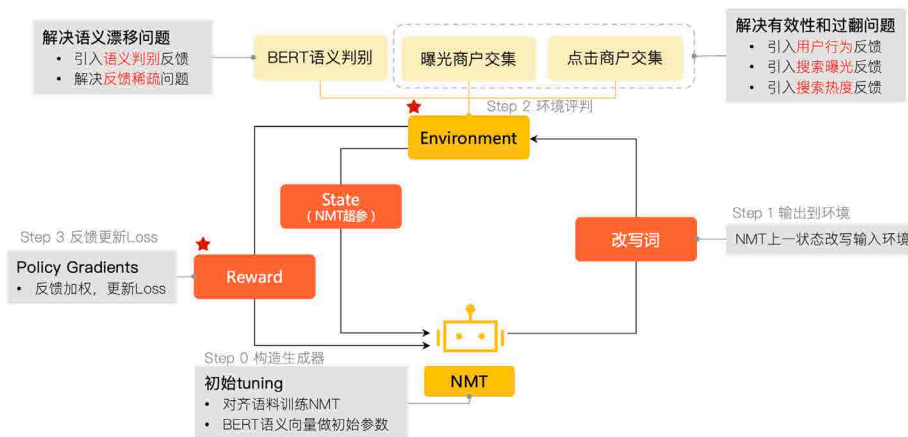 解决语义漂移问题
• 引入语义判别反馈
• 解决反馈稀疏问题
BERT语义判别
曝光商户交集
点击商户交集
解决有效性和过翻问题
• 引入用户行为反馈
• 引入搜索曝光反馈
• 引入搜索热度反馈
Step 2 环境评判
Environment
State
（NMT超参）
Step 1 输出到环境
改写词
NMT上一状态改写输入环境
Step 3 反馈更新Loss
Policy Gradients
• 反馈加权，更新Loss
Reward
Step 0 构造生成器
初始tuning
• 对齐语料训练NMT
• BERT语义向量做初始参数
NMT